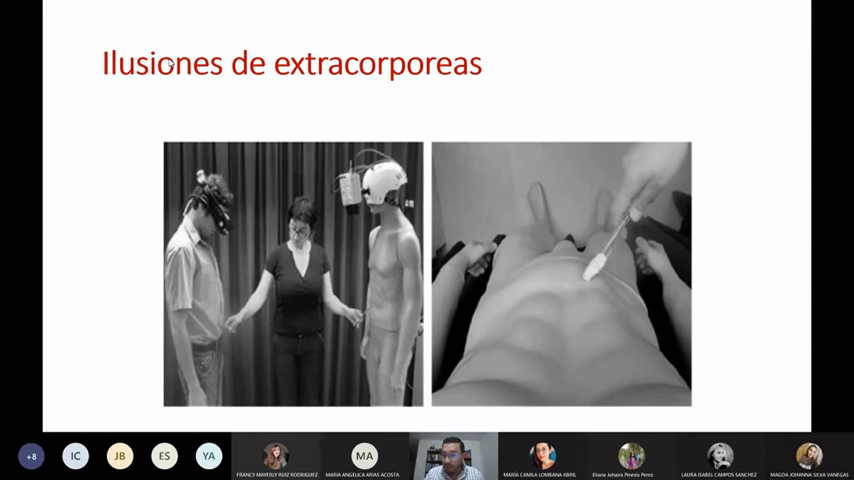 Ilusiones de extracorporeas
+8
IC
JB
ES
YA
FRANCY MAYERLY RUIZ RODRIGUEZ
MA
MARIA ANGELICA ARIAS ACOSTA
MARÍA CAMILA LOMBANA ABRIL
Eliana Johaira Pineda Perez
LAURA ISABEL CAMPOS SANCHEZ
MAGDA JOHANNA SILVA VANEGAS